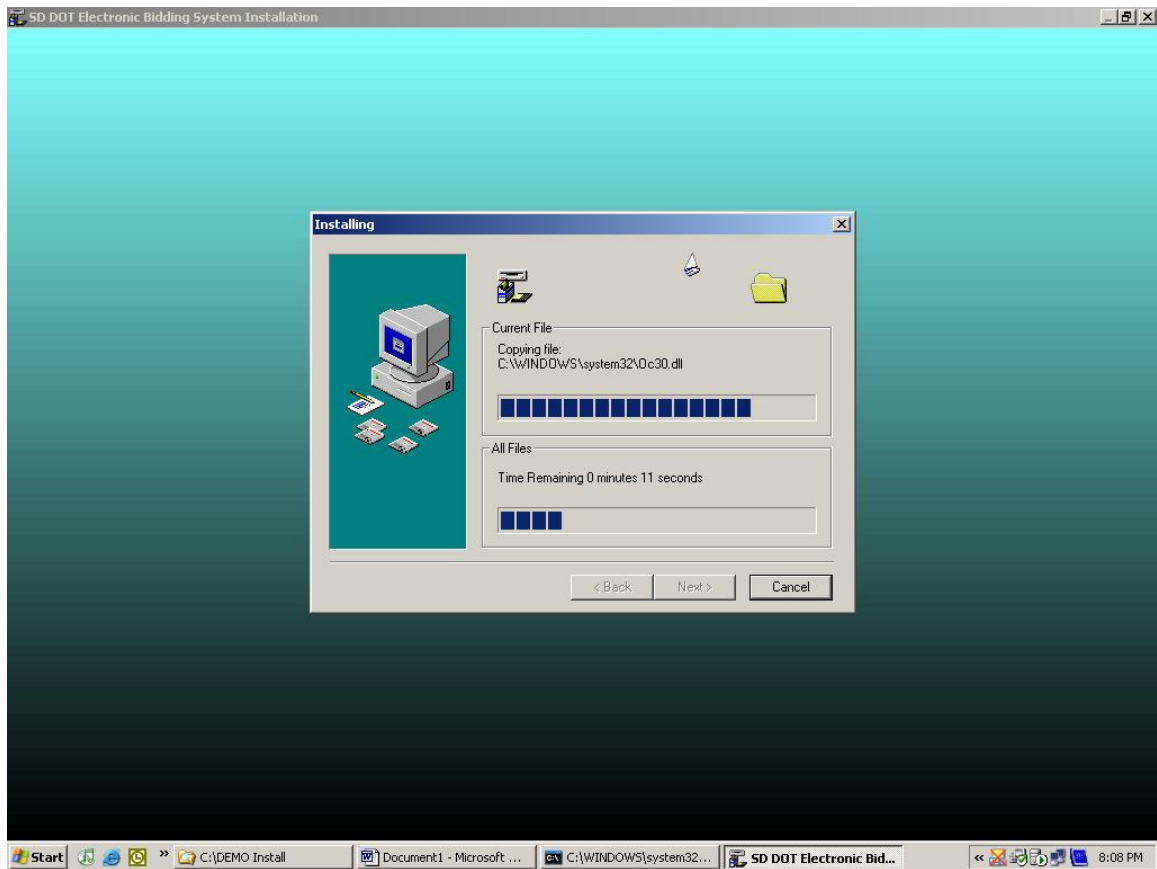 SD DOT Electronic Bidding System Installation
Installing
Current File
Copying file:
C:\WINDOWS\system32\Oc30.dll
All Files
Time Remaining 0 minutes 11 seconds
< Back
Next >
Cancel
Start
C:\DEMO Install
Document1 - Microsoft ...
C:\WINDOWS\system32...
SD DOT Electronic Bid...
8:08 PM